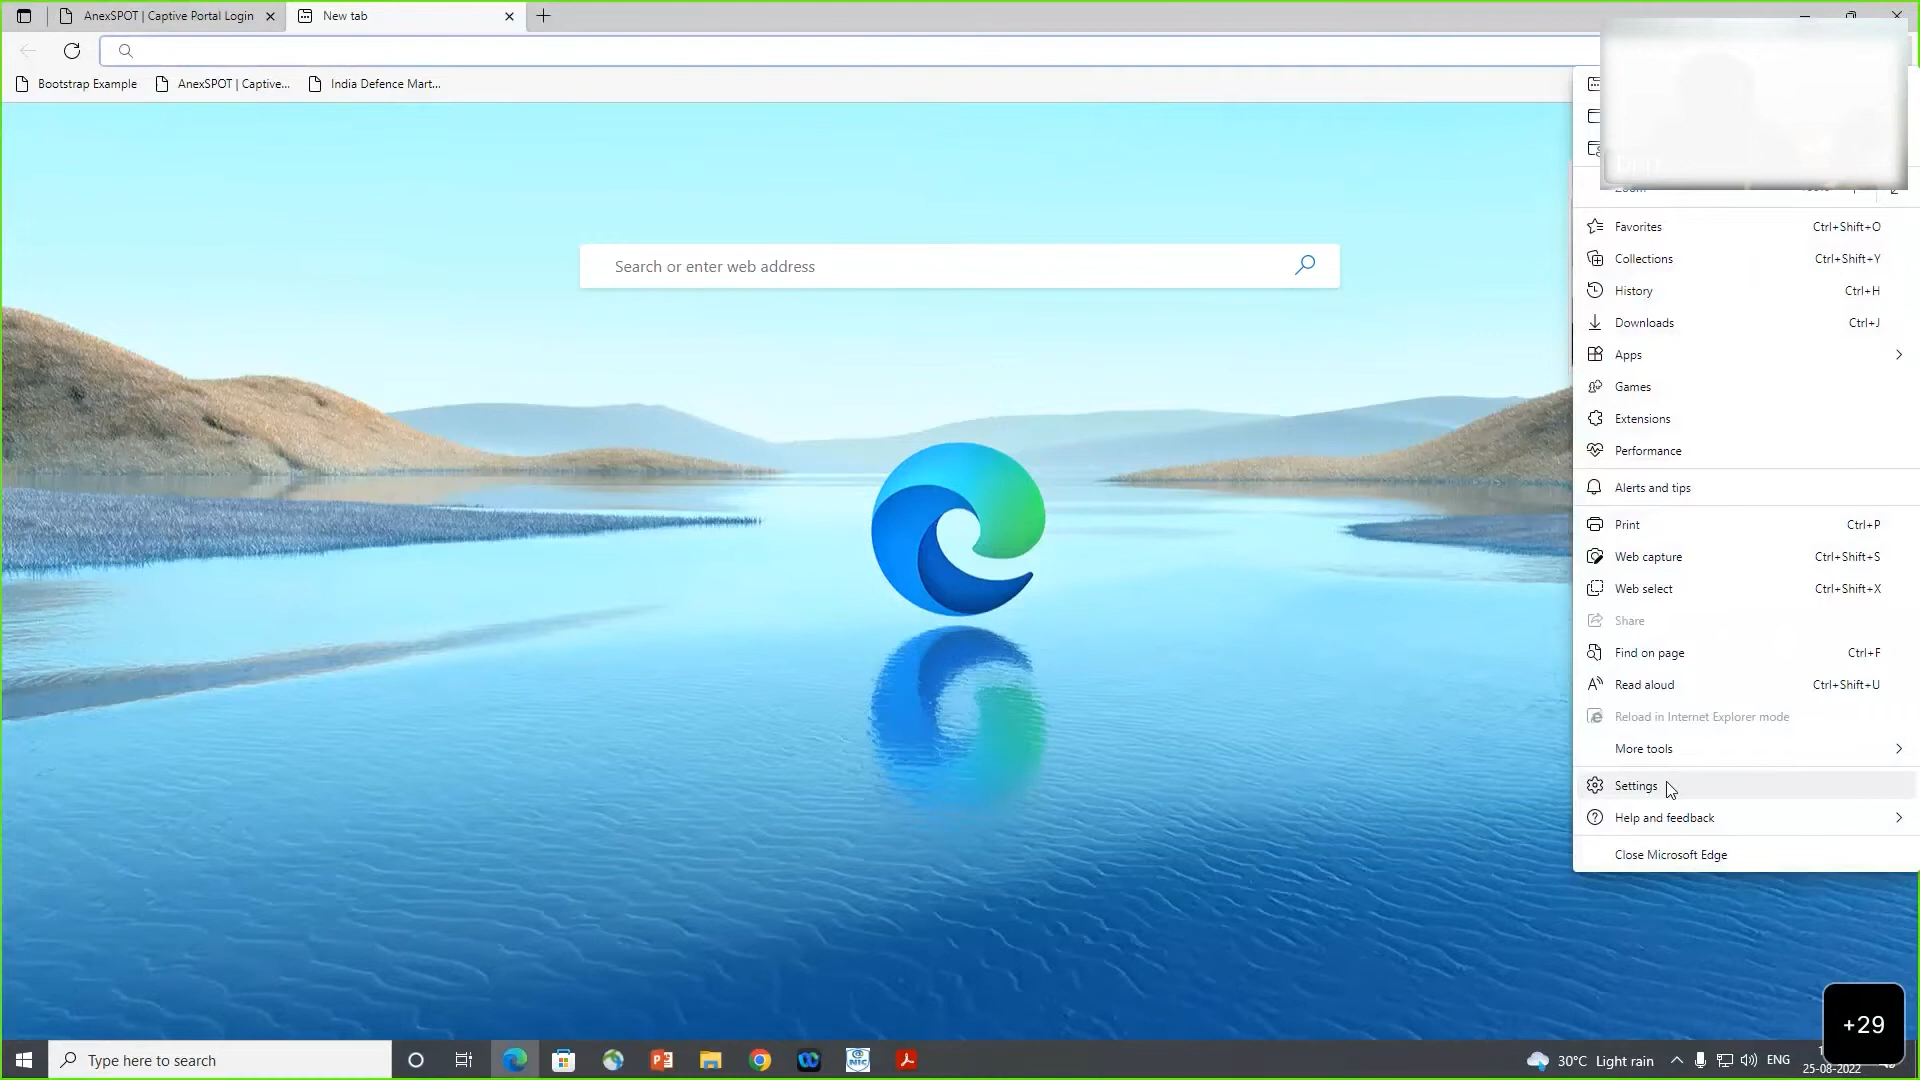 AnexSPOT | Captive Portal Login
New tab
Bootstrap Example
AnexSPOT | Captive...
India Defence Mart...
Search or enter web address
Favorites Ctrl+Shift+O
Collections Ctrl+Shift+Y
History Ctrl+H
Downloads Ctrl+J
Apps
Games
Extensions
Performance
Alerts and tips
Print Ctrl+P
Web capture Ctrl+Shift+S
Web select Ctrl+Shift+X
Share
Find on page Ctrl+F
Read aloud Ctrl+Shift+U
Reload in Internet Explorer mode
More tools
Settings
Help and feedback
Close Microsoft Edge
+29
Type here to search
NIC
30°C Light rain
ENG
25-08-2022